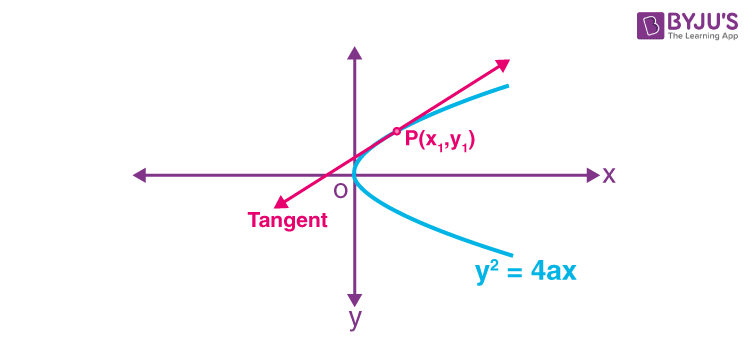 BYJU'S
The Learning App
P(x₁,y₁)
x
o
Tangent
y² = 4ax
y